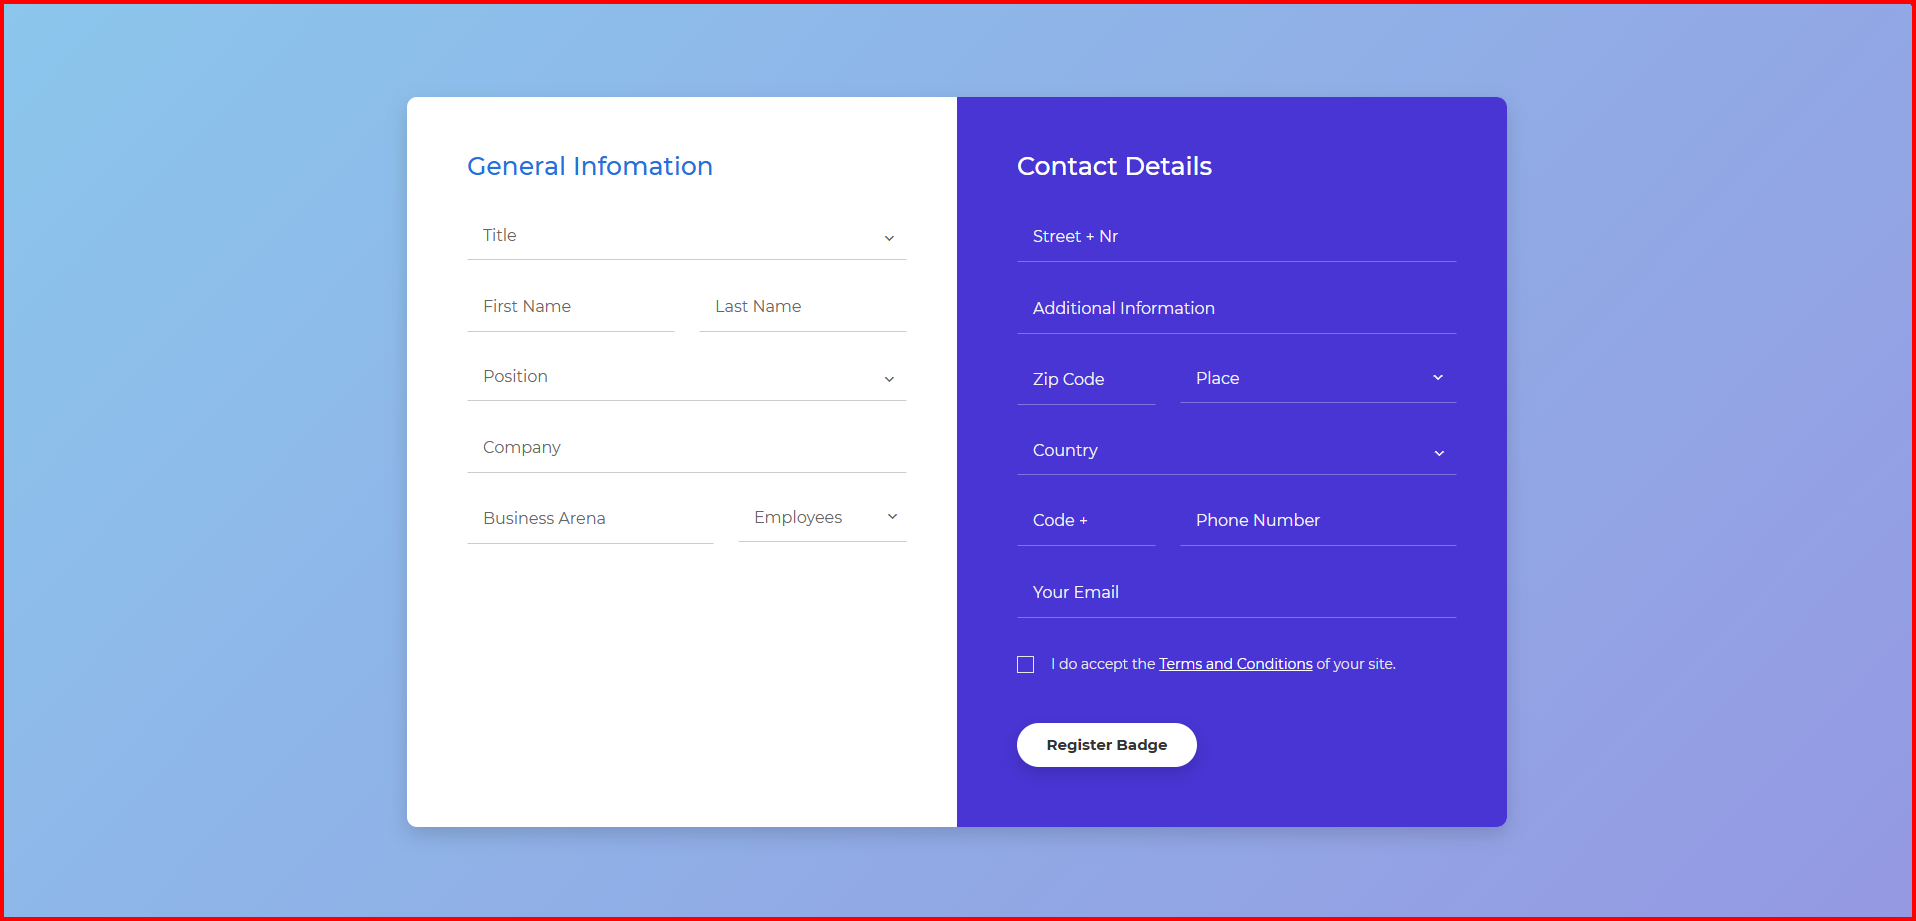 General Infomation
Title
First Name Last Name
Position
Company
Business Arena Employees
Contact Details
Street + Nr
Additional Information
Zip Code Place
Country
Code + Phone Number
Your Email
I do accept the Terms and Conditions of your site.
Register Badge